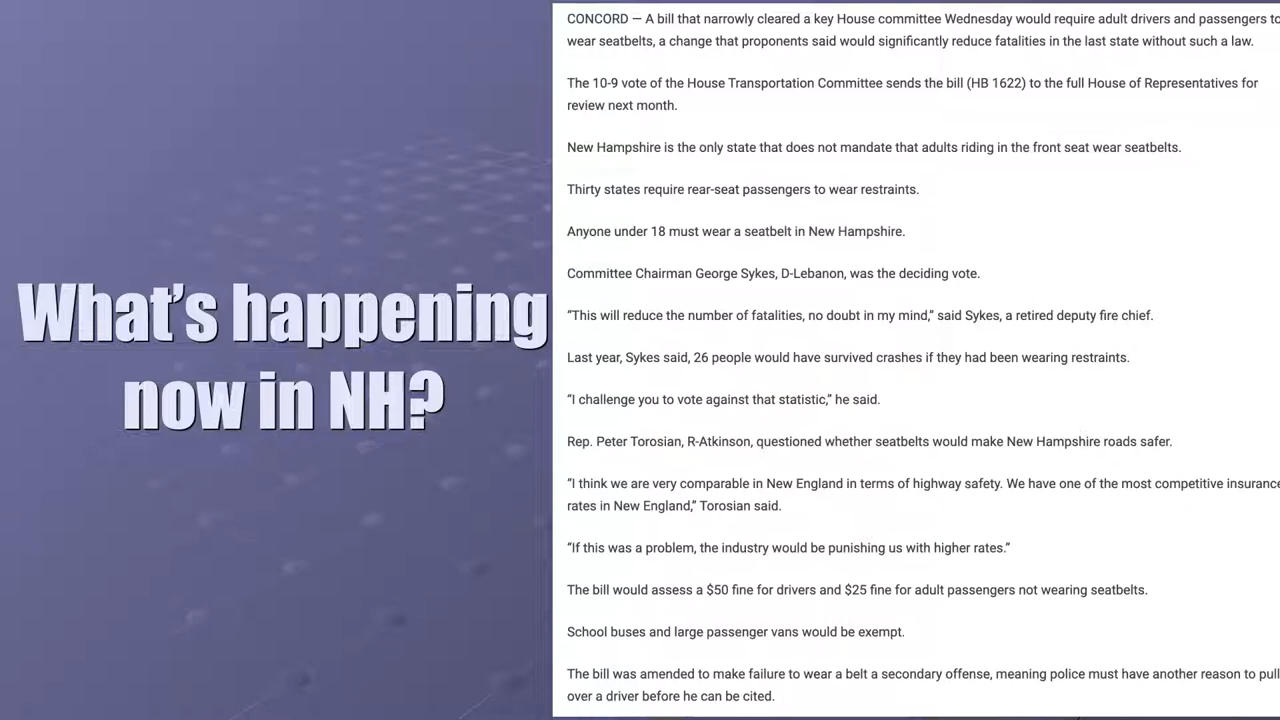 What's happening
now in NH?
CONCORD — A bill that narrowly cleared a key House committee Wednesday would require adult drivers and passengers to
wear seatbelts, a change that proponents said would significantly reduce fatalities in the last state without such a law.
The 10-9 vote of the House Transportation Committee sends the bill (HB 1622) to the full House of Representatives for
review next month.
New Hampshire is the only state that does not mandate that adults riding in the front seat wear seatbelts.
Thirty states require rear-seat passengers to wear restraints.
Anyone under 18 must wear a seatbelt in New Hampshire.
Committee Chairman George Sykes, D-Lebanon, was the deciding vote.
“This will reduce the number of fatalities, no doubt in my mind,” said Sykes, a retired deputy fire chief.
Last year, Sykes said, 26 people would have survived crashes if they had been wearing restraints.
“I challenge you to vote against that statistic,” he said.
Rep. Peter Torosian, R-Atkinson, questioned whether seatbelts would make New Hampshire roads safer.
“I think we are very comparable in New England in terms of highway safety. We have one of the most competitive insurance
rates in New England,” Torosian said.
“If this was a problem, the industry would be punishing us with higher rates.”
The bill would assess a $50 fine for drivers and $25 fine for adult passengers not wearing seatbelts.
School buses and large passenger vans would be exempt.
The bill was amended to make failure to wear a belt a secondary offense, meaning police must have another reason to pull
over a driver before he can be cited.